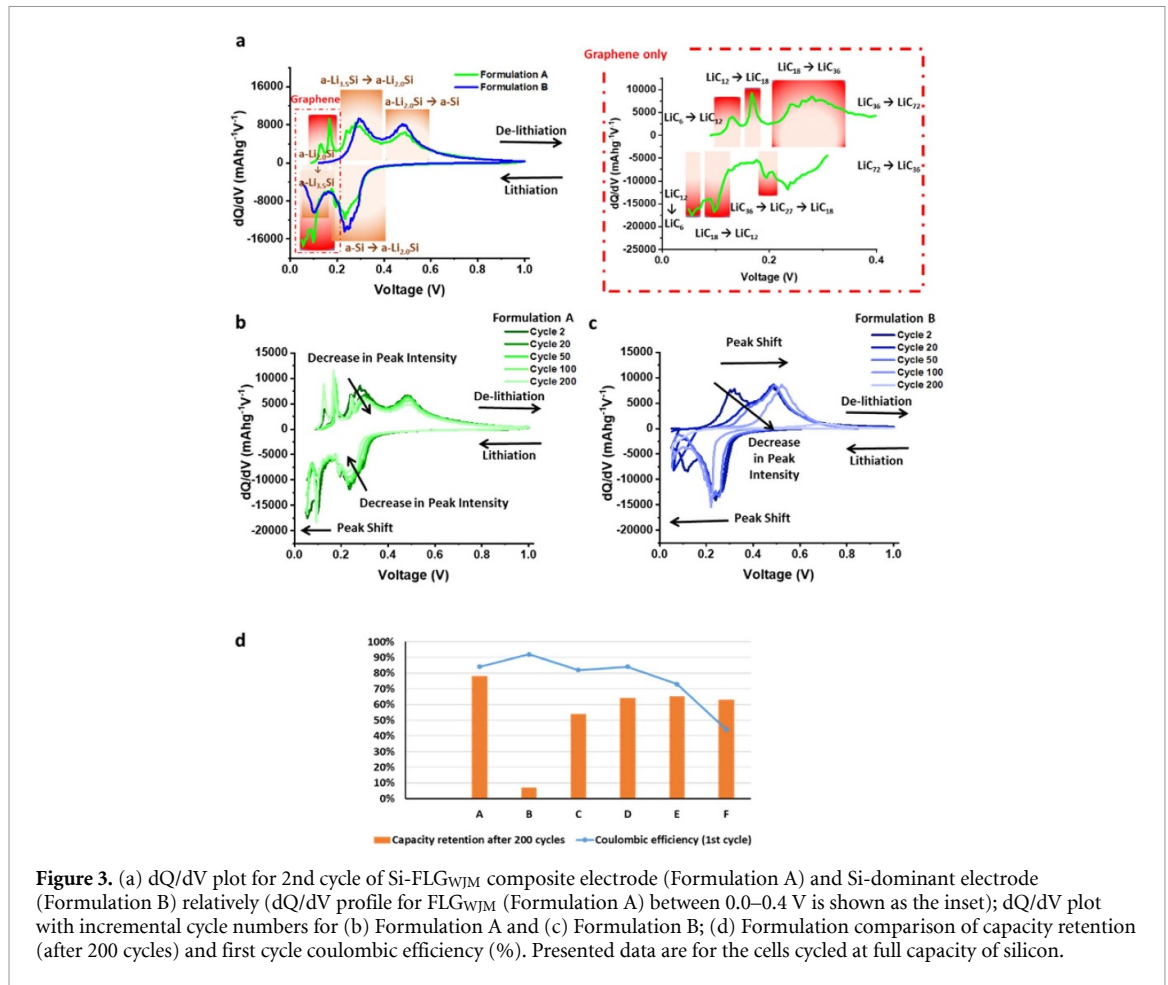 a
Graphene only
Formulation A
Formulation B
a-Li3.5Si → a-Li2.0Si
a-Li2.0Si → a-Si
Graphene
a-Li2.0Si
↓
a-Li3.5Si
a-Si → a-Li2.0Si
De-lithiation
Lithiation
dQ/dV (mAhg⁻¹V⁻¹)
16000
8000
0
-8000
-16000
0.0 0.2 0.4 0.6 0.8 1.0
Voltage (V)
LiC18 → LiC36
LiC12 → LiC18
LiC36 → LiC72
LiC6 → LiC12
LiC72 → LiC36
LiC12
↓
LiC6
LiC36 → LiC27 → LiC18
LiC18 → LiC12
dQ/dV (mAhg⁻¹V⁻¹)
15000
10000
5000
0
-5000
-10000
-15000
-20000
-25000
0.0 0.2 0.4
Voltage (V)
b
Formulation A
Cycle 2
Cycle 20
Cycle 50
Cycle 100
Cycle 200
Decrease in Peak Intensity
De-lithiation
Lithiation
Decrease in Peak Intensity
Peak Shift
dQ/dV (mAhg⁻¹V⁻¹)
15000
10000
5000
0
-5000
-10000
-15000
-20000
0.0 0.2 0.4 0.6 0.8 1.0
Voltage (V)
c
Formulation B
Cycle 2
Cycle 20
Cycle 50
Cycle 100
Cycle 200
Peak Shift
De-lithiation
Decrease
in Peak
Intensity
Lithiation
Peak Shift
dQ/dV (mAhg⁻¹V⁻¹)
15000
10000
5000
0
-5000
-10000
-15000
-20000
0.0 0.2 0.4 0.6 0.8 1.0
Voltage (V)
d
100%
90%
80%
70%
60%
50%
40%
30%
20%
10%
0%
A B C D E F
Capacity retention after 200 cycles Coulombic efficiency (1st cycle)
Figure 3. (a) dQ/dV plot for 2nd cycle of Si-FLGWJM composite electrode (Formulation A) and Si-dominant electrode
(Formulation B) relatively (dQ/dV profile for FLGWJM (Formulation A) between 0.0–0.4 V is shown as the inset); dQ/dV plot
with incremental cycle numbers for (b) Formulation A and (c) Formulation B; (d) Formulation comparison of capacity retention
(after 200 cycles) and first cycle coulombic efficiency (%). Presented data are for the cells cycled at full capacity of silicon.